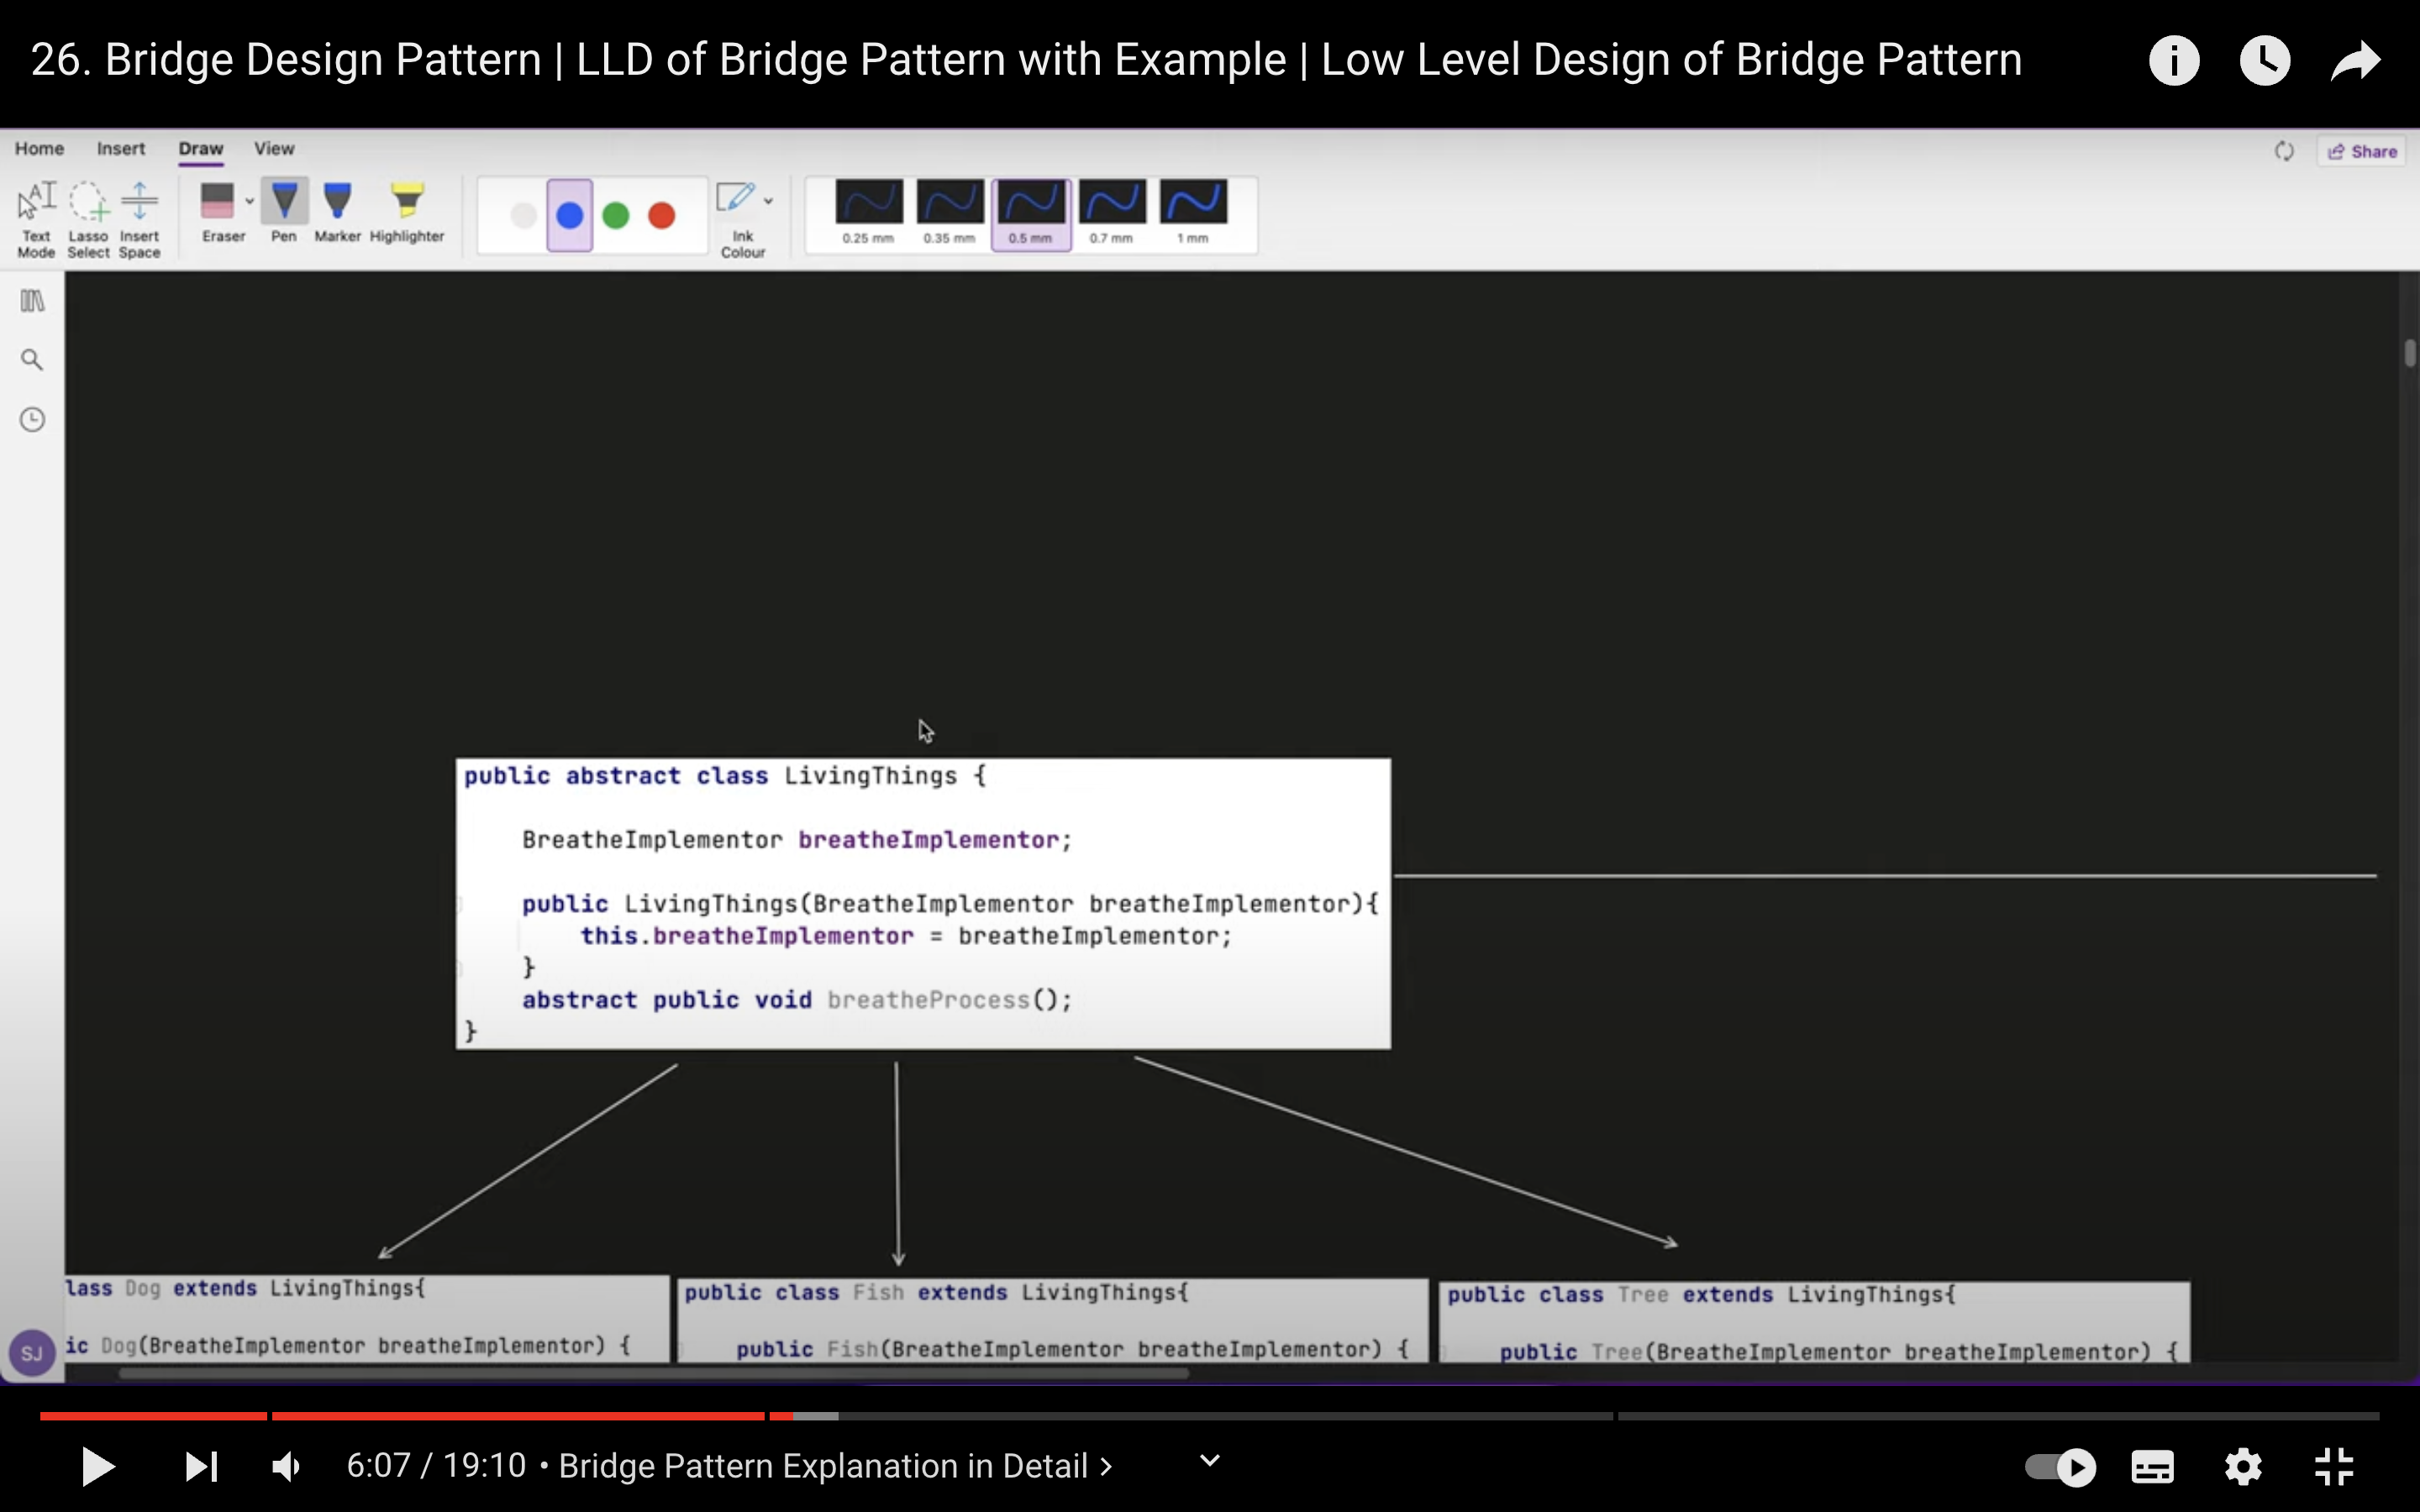 26. Bridge Design Pattern | LLD of Bridge Pattern with Example | Low Level Design of Bridge Pattern
Home Insert Draw View
Share
Text Mode
Lasso Select
Insert Space
Eraser
Pen
Marker
Highlighter
Ink Colour
0.25 mm
0.35 mm
0.5 mm
0.7 mm
1 mm
public abstract class LivingThings {
BreatheImplementor breatheImplementor;
public LivingThings(BreatheImplementor breatheImplementor){
this.breatheImplementor = breatheImplementor;
}
abstract public void breatheProcess();
}
lass Dog extends LivingThings{
ic Dog(BreatheImplementor breatheImplementor) {
public class Fish extends LivingThings{
public Fish(BreatheImplementor breatheImplementor) {
public class Tree extends LivingThings{
public Tree(BreatheImplementor breatheImplementor) {
SJ
6:07 / 19:10 • Bridge Pattern Explanation in Detail >